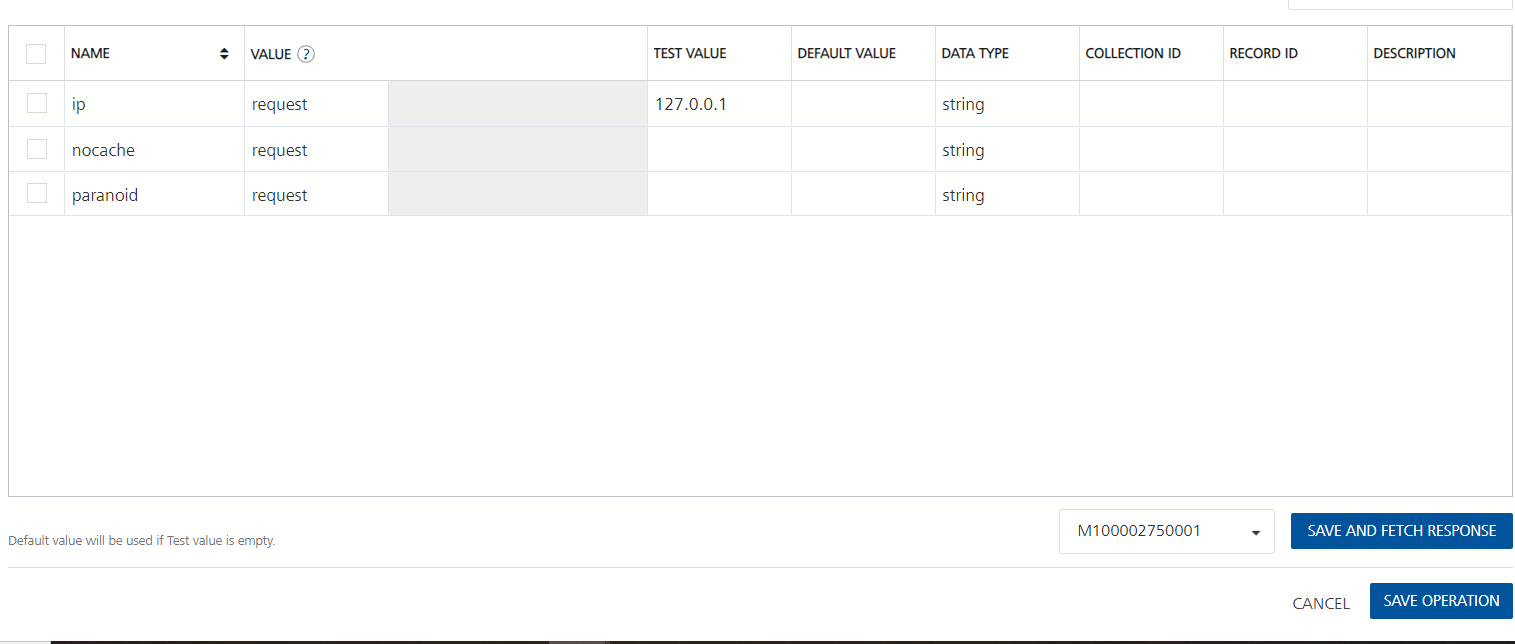 NAME VALUE ? TEST VALUE DEFAULT VALUE DATA TYPE COLLECTION ID RECORD ID DESCRIPTION
ip request 127.0.0.1 string
nocache request string
paranoid request string
Default value will be used if Test value is empty. M100002750001 SAVE AND FETCH RESPONSE
CANCEL SAVE OPERATION